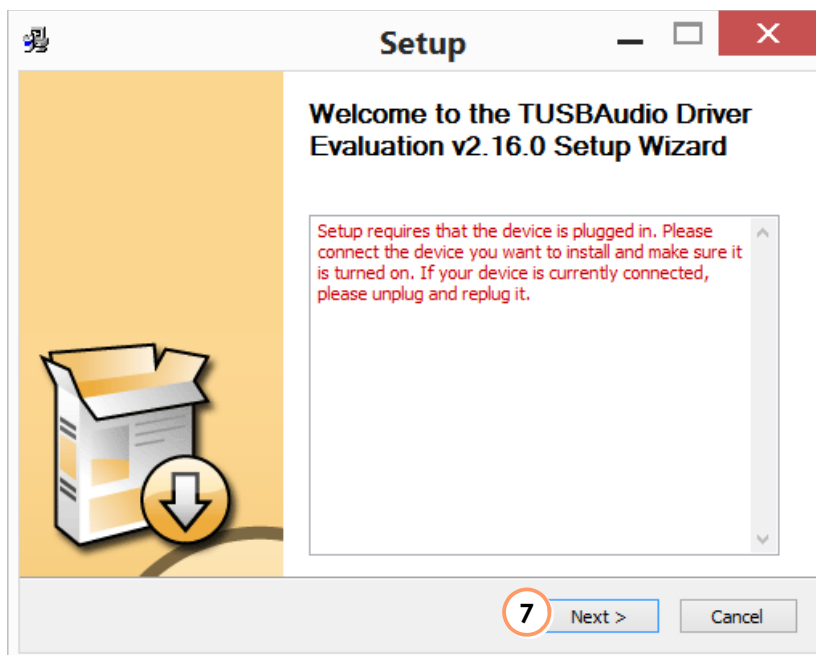 Setup
Welcome to the TUSBAudio Driver
Evaluation v2.16.0 Setup Wizard
Setup requires that the device is plugged in. Please
connect the device you want to install and make sure it
is turned on. If your device is currently connected,
please unplug and replug it.
7 Next > Cancel